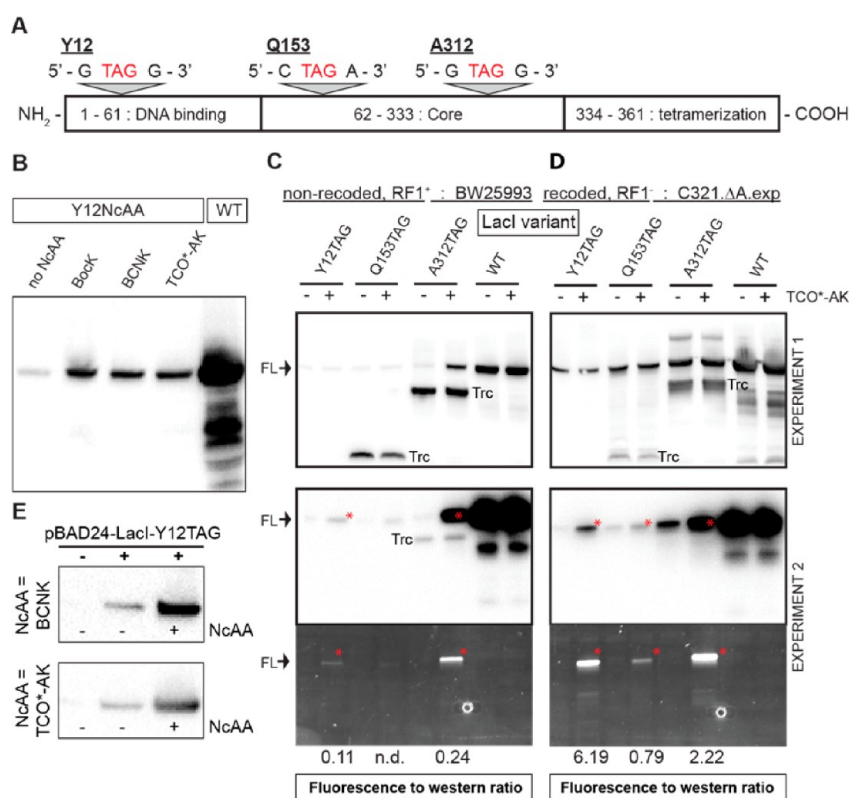 A
Y12 Q153 A312
5' - G TAG G - 3' 5' - C TAG A - 3' 5' - G TAG G - 3'
NH2 - 1 - 61 : DNA binding 62 - 333 : Core 334 - 361 : tetramerization - COOH
B
Y12NcAA WT
no NcAA BocK BCNK TCO*-AK
C
non-recoded, RF1+ : BW25993
D
recoded, RF1- : C321.ΔA.exp
LacI variant
Y12TAG Q153TAG A312TAG WT
Y12TAG Q153TAG A312TAG WT
- + - + - + - +
- + - + - + - + TCO*-AK
FL
Trc
Trc
Trc
Trc
EXPERIMENT 1
FL
*
*
Trc
* * *
FL
* *
* * *
EXPERIMENT 2
0.11 n.d. 0.24
6.19 0.79 2.22
Fluorescence to western ratio
Fluorescence to western ratio
E
pBAD24-LacI-Y12TAG
- + +
NcAA = BCNK
- - + NcAA
NcAA = TCO*-AK
- - + NcAA